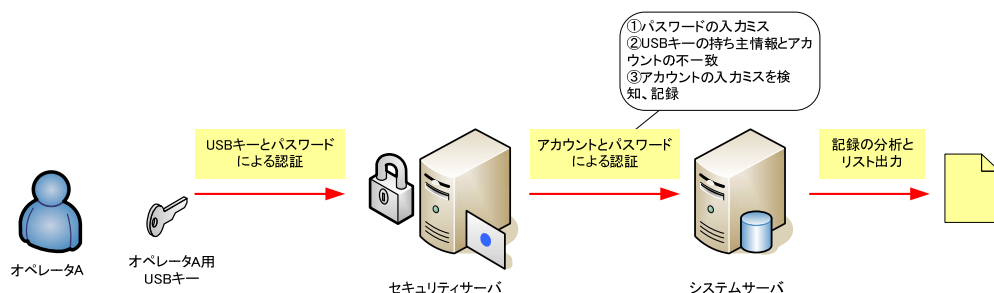 ①パスワードの入力ミス
②USBキーの持ち主情報とアカ
ウントの不一致
③アカウントの入力ミスを検
知、記録
USBキーとパスワード
による認証
アカウントとパスワード
による認証
記録の分析と
リスト出力
オペレータA
オペレータA用
USBキー
セキュリティサーバ
システムサーバ